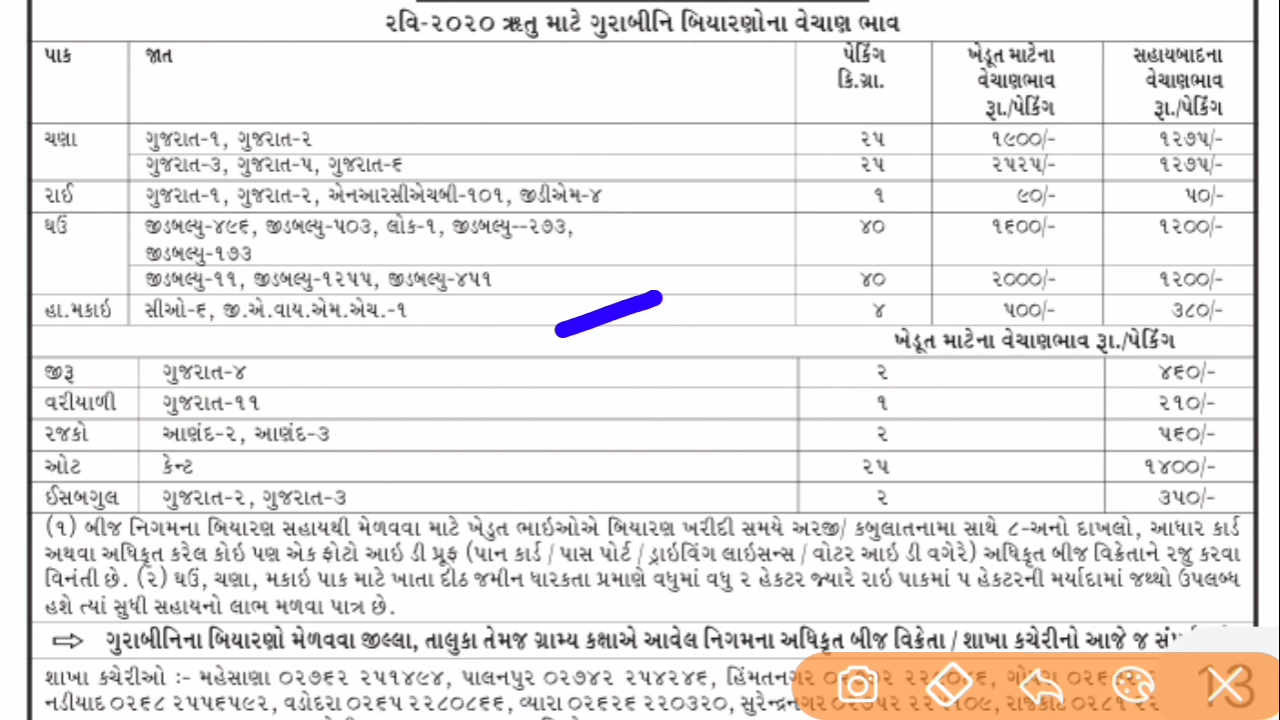 રવિ-૨૦૨૦ ઋતુ માટે ગુરાબીનિ બિયારણોના વેચાણ ભાવ
પાક જાત પેકિંગ કિ.ગ્રા. ખેડૂત માટેના વેચાણભાવ રૂા./પેકિંગ સહાયબાદના વેચાણભાવ રૂા./પેકિંગ
ચણા ગુજરાત-૧, ગુજરાત-૨ ૨૫ ૧૯૦૦/- ૧૨૭૫/-
ગુજરાત-૩, ગુજરાત-૫, ગુજરાત-૬ ૨૫ ૨૫૨૫/- ૧૨૭૫/-
રાઈ ગુજરાત-૧, ગુજરાત-૨, એનઆરસીએચબી-૧૦૧, જીડીએમ-૪ ૧ ૯૦/- ૫૦/-
ઘઉં જીડબલ્યુ-૪૯૬, જીડબલ્યુ-૫૦૩, લોક-૧, જીડબલ્યુ--૨૭૩, ૪૦ ૧૬૦૦/- ૧૨૦૦/-
જીડબલ્યુ-૧૭૩
જીડબલ્યુ-૧૧, જીડબલ્યુ-૧૨૫૫, જીડબલ્યુ-૪૫૧ ૪૦ ૨૦૦૦/- ૧૨૦૦/-
હા.મકાઇ સીઓ-૬, જી.એ.વાય.એમ.એચ.-૧ ૪ ૫૦૦/- ૩૮૦/-
ખેડૂત માટેના વેચાણભાવ રૂા./પેકિંગ
જીરૂ ગુજરાત-૪ ૨ ૪૬૦/-
વરીયાળી ગુજરાત-૧૧ ૧ ૨૧૦/-
રજકો આણંદ-૨, આણંદ-૩ ૨ ૫૬૦/-
ઓટ કેન્ટ ૨૫ ૧૪૦૦/-
ઈસબગુલ ગુજરાત-૨, ગુજરાત-૩ ૨ ૩૫૦/-
(૧) બીજ નિગમના બિયારણ સહાયથી મેળવવા માટે ખેડુત ભાઇઓએ બિયારણ ખરીદી સમયે અરજી/ કબુલાતનામા સાથે ૮-અનો દાખલો, આધાર કાર્ડ
અથવા અધિકૃત કરેલ કોઇ પણ એક ફોટો આઇ ડી પ્રૂફ (પાન કાર્ડ / પાસ પોર્ટ / ડ્રાઇવિંગ લાઇસન્સ / વોટર આઇ ડી વગેરે) અધિકૃત બીજ વિક્રેતાને રજુ કરવા
વિનંતી છે. (૨) ઘઉં, ચણા, મકાઇ પાક માટે ખાતા દીઠ જમીન ધારકતા પ્રમાણે વધુમાં વધુ ૨ હેક્ટર જ્યારે રાઇ પાકમાં ૫ હેક્ટરની મર્યાદામાં જથ્થો ઉપલબ્ધ
હશે ત્યાં સુધી સહાયનો લાભ મળવા પાત્ર છે.
⇨ ગુરાબીનિના બિયારણો મેળવવા જીલ્લા, તાલુકા તેમજ ગ્રામ્ય કક્ષાએ આવેલ નિગમના અધિકૃત બીજ વિક્રેતા / શાખા કચેરીનો આજે જ
શાખા કચેરીઓ :- મહેસાણા ૦૨૭૬૨ ૨૫૧૪૯૪, પાલનપુર ૦૨૭૪૨ ૨૫૪૨૪૬, હિંમતનગર
નડીયાદ ૦૨૬૮ ૨૫૫૬૫૯૨, વડોદરા ૦૨૬૫ ૨૨૮૦૮૬૬, વ્યારા ૦૨૬૨૬ ૨૨૦૩૨૦, સુરેન્દ્રનગર